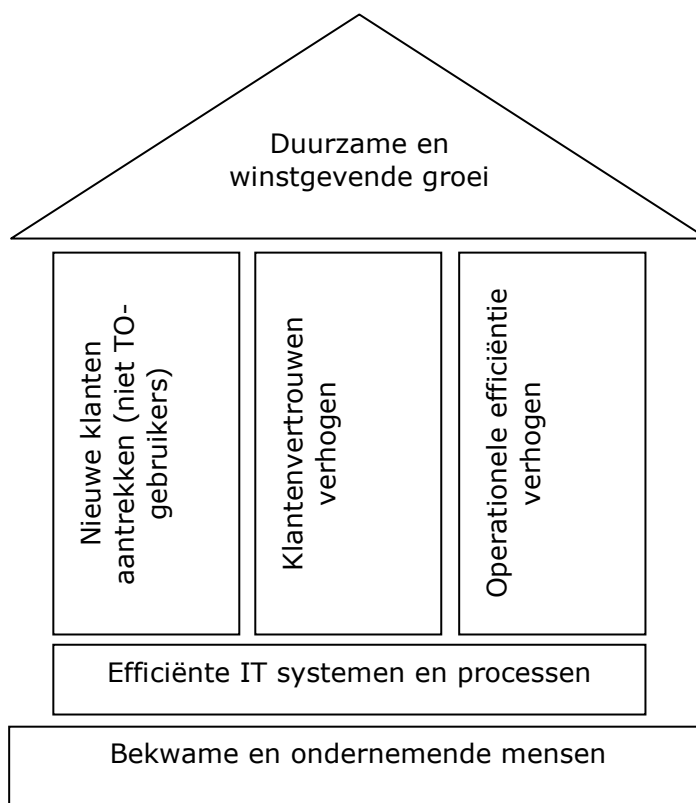 Duurzame en
winstgevende groei
Nieuwe klanten
aantrekken (niet TO-
gebruikers)
Klantenvertrouwen
verhogen
Operationele efficiëntie
verhogen
Efficiënte IT systemen en processen
Bekwame en ondernemende mensen